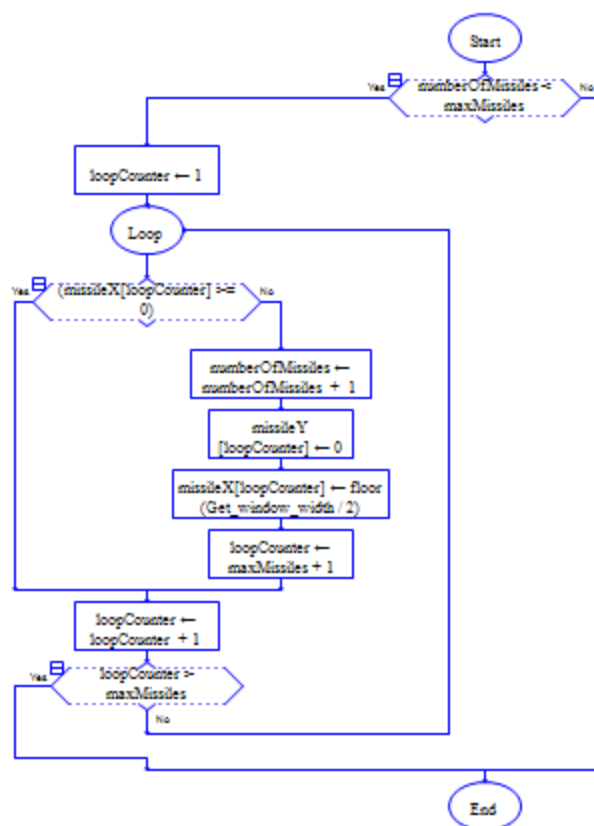 Start
Yes
numberOfMissiles <
maxMissiles
No
loopCounter ← 1
Loop
Yes
(missileX[loopCounter] >=
0)
No
numberOfMissiles ←
numberOfMissiles + 1
missileY
[loopCounter] ← 0
missileX[loopCounter] ← floor
(Get_window_width / 2)
loopCounter ←
maxMissiles + 1
loopCounter ←
loopCounter + 1
Yes
loopCounter >
maxMissiles
No
End